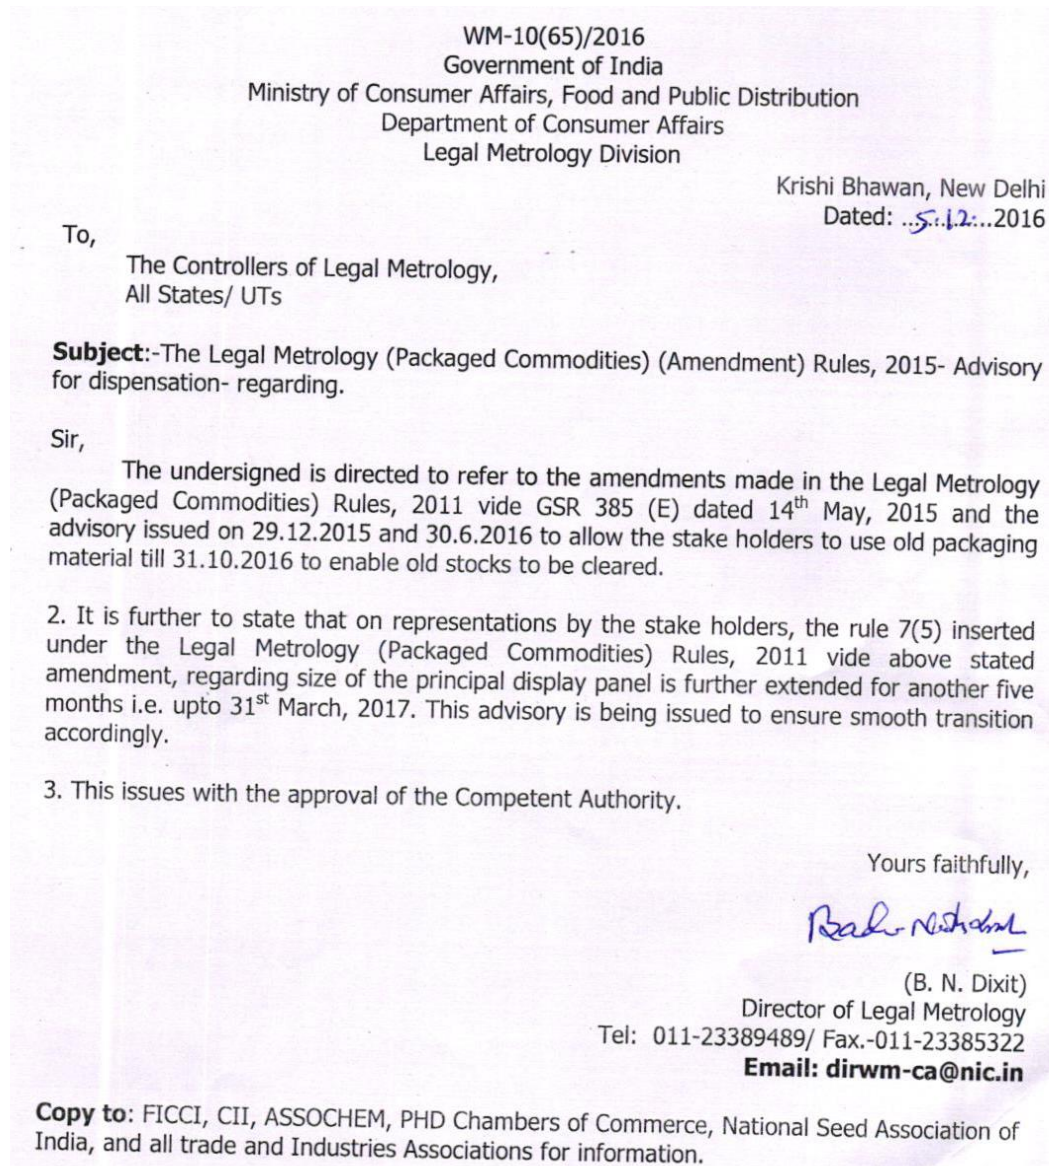 WM-10(65)/2016
Government of India
Ministry of Consumer Affairs, Food and Public Distribution
Department of Consumer Affairs
Legal Metrology Division
Krishi Bhawan, New Delhi
Dated: ..5..12...2016
To,
The Controllers of Legal Metrology,
All States/ UTs
Subject:-The Legal Metrology (Packaged Commodities) (Amendment) Rules, 2015- Advisory
for dispensation- regarding.
Sir,
The undersigned is directed to refer to the amendments made in the Legal Metrology
(Packaged Commodities) Rules, 2011 vide GSR 385 (E) dated 14th May, 2015 and the
advisory issued on 29.12.2015 and 30.6.2016 to allow the stake holders to use old packaging
material till 31.10.2016 to enable old stocks to be cleared.
2. It is further to state that on representations by the stake holders, the rule 7(5) inserted
under the Legal Metrology (Packaged Commodities) Rules, 2011 vide above stated
amendment, regarding size of the principal display panel is further extended for another five
months i.e. upto 31st March, 2017. This advisory is being issued to ensure smooth transition
accordingly.
3. This issues with the approval of the Competent Authority.
Yours faithfully,
(B. N. Dixit)
Director of Legal Metrology
Tel: 011-23389489/ Fax.-011-23385322
Email: dirwm-ca@nic.in
Copy to: FICCI, CII, ASSOCHEM, PHD Chambers of Commerce, National Seed Association of
India, and all trade and Industries Associations for information.